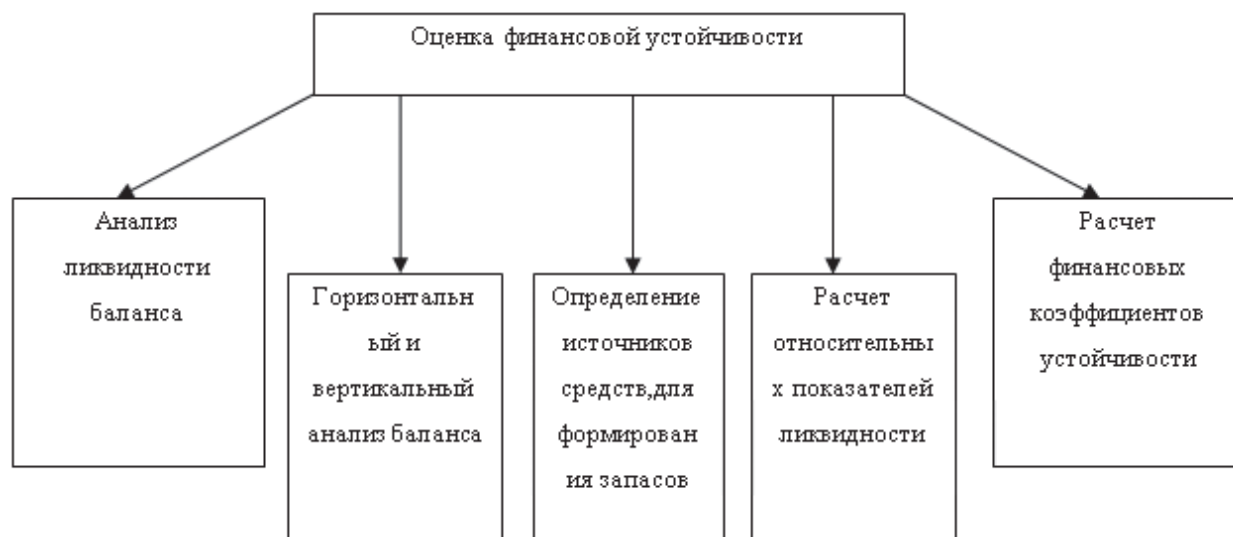 Оценка финансовой устойчивости
Анализ
ликвидности
баланса
Горизонтальн
ый и
вертикальный
анализ баланса
Определение
источников
средств,для
формирован
ия запасов
Расчет
относительны
х показателей
ликвидности
Расчет
финансовых
коэффициентов
устойчивости